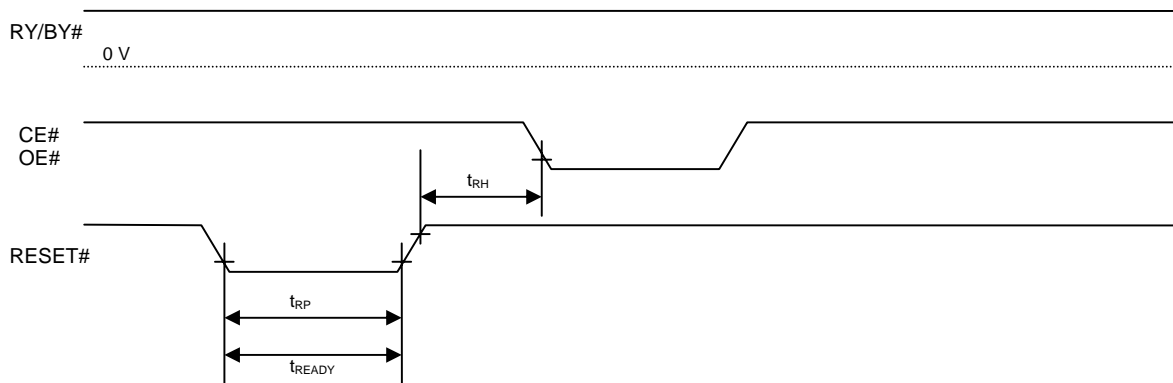 RY/BY#
0 V
CE#
OE#
tRH
RESET#
tRP
tREADY